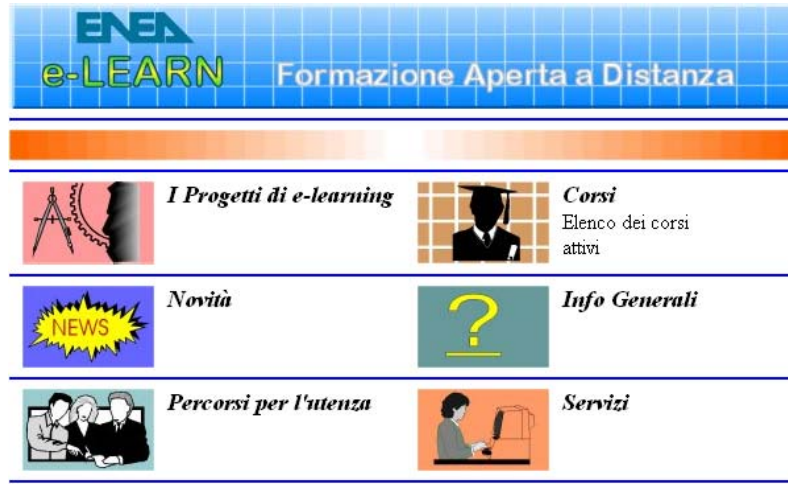 ENEA
e-LEARN
Formazione Aperta a Distanza
I Progetti di e-learning
Corsi
Elenco dei corsi
attivi
NEWS
Novità
?
Info Generali
Percorsi per l'utenza
Servizi